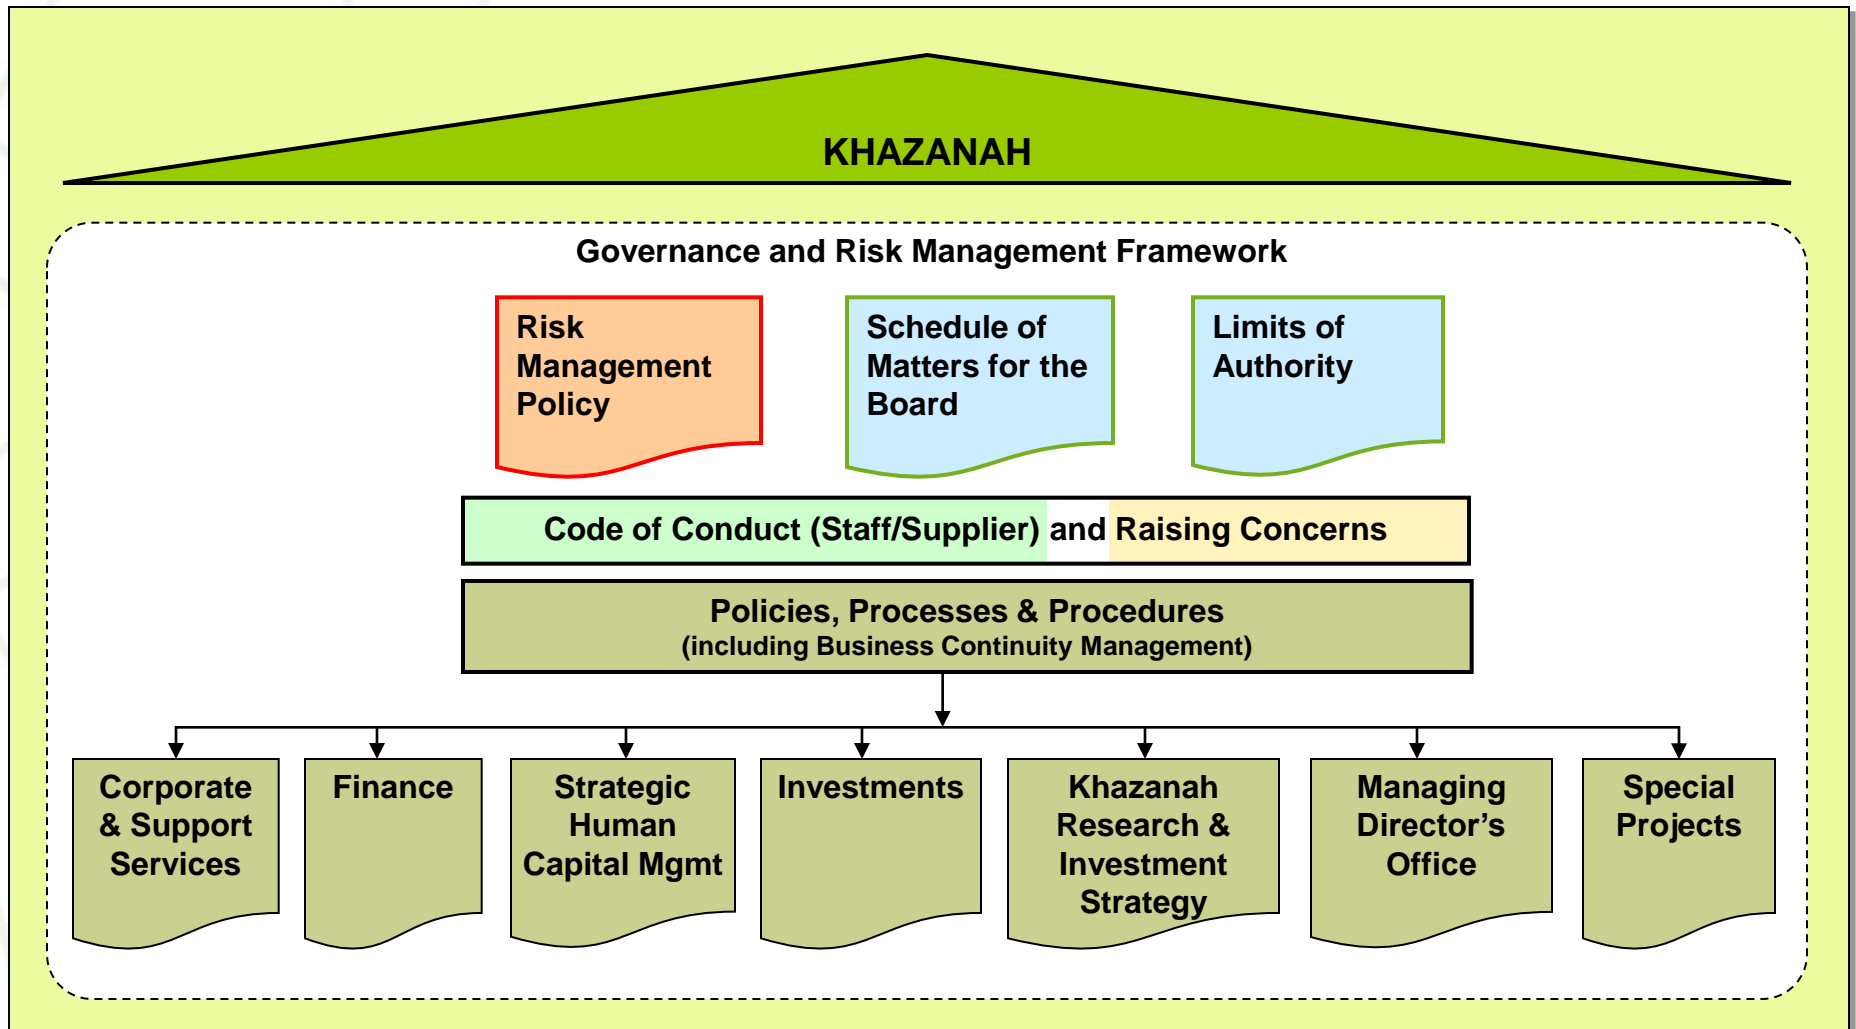 KHAZANAH
Governance and Risk Management Framework
Risk
Management
Policy
Schedule of
Matters for the
Board
Limits of
Authority
Code of Conduct (Staff/Supplier) and Raising Concerns
Policies, Processes & Procedures
(including Business Continuity Management)
Corporate
& Support
Services
Finance
Strategic
Human
Capital Mgmt
Investments
Khazanah
Research &
Investment
Strategy
Managing
Director’s
Office
Special
Projects